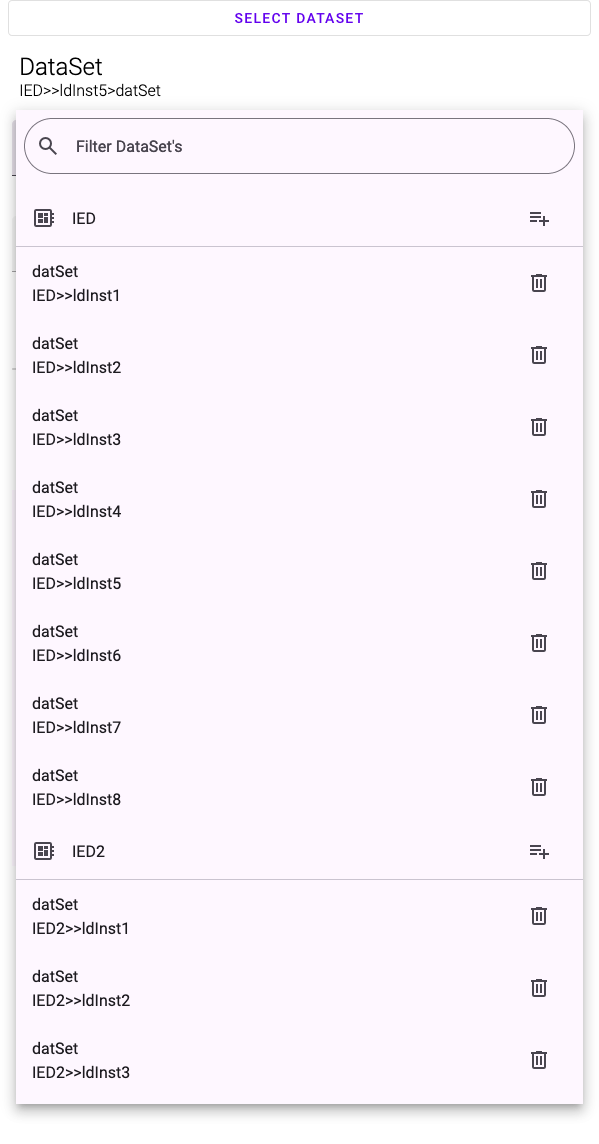 SELECT DATASET
DataSet
IED>>ldInst5>datSet
Filter DataSet's
IED
datSet
IED>>ldInst1
datSet
IED>>ldInst2
datSet
IED>>ldInst3
datSet
IED>>ldInst4
datSet
IED>>ldInst5
datSet
IED>>ldInst6
datSet
IED>>ldInst7
datSet
IED>>ldInst8
IED2
datSet
IED2>>ldInst1
datSet
IED2>>ldInst2
datSet
IED2>>ldInst3